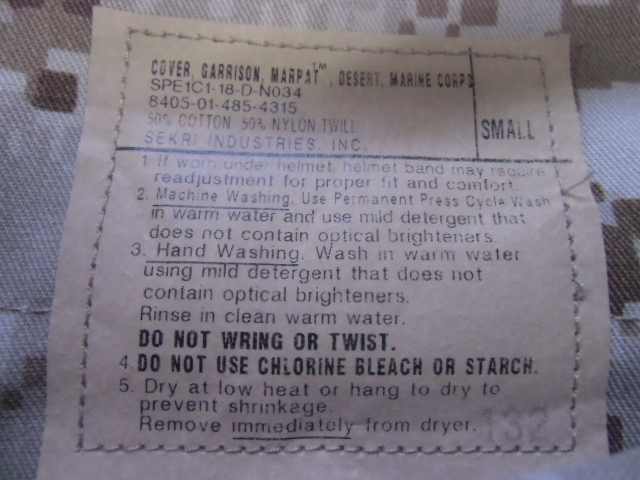 COVER, GARRISON, MARPAT™, DESERT, MARINE CORPS
SPE1C1-18-D-N034
8405-01-485-4315
50% COTTON 50% NYLON TWILL
SEKRI INDUSTRIES, INC.
SMALL
1. If worn under helmet, helmet band may require
readjustment for proper fit and comfort.
2. Machine Washing. Use Permanent Press Cycle Wash
in warm water and use mild detergent that
does not contain optical brighteners.
3. Hand Washing. Wash in warm water
using mild detergent that does not
contain optical brighteners.
Rinse in clean warm water.
DO NOT WRING OR TWIST.
4. DO NOT USE CHLORINE BLEACH OR STARCH.
5. Dry at low heat or hang to dry to
prevent shrinkage.
Remove immediately from dryer.
132